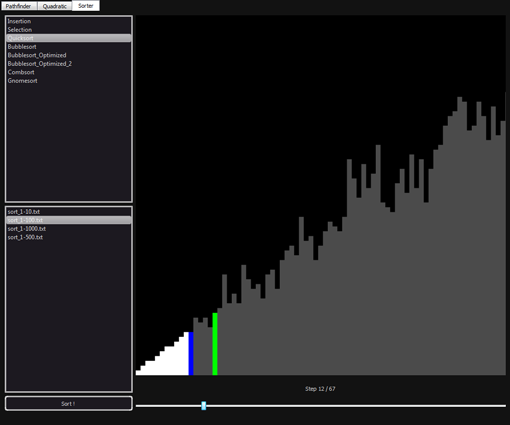 Pathfinder Quadratic Sorter
Insertion
Selection
Quicksort
Bubblesort
Bubblesort_Optimized
Bubblesort_Optimized_2
Combsort
Gnomesort
sort_1-10.txt
sort_1-100.txt
sort_1-1000.txt
sort_1-500.txt
Step 12 / 67
Sort !